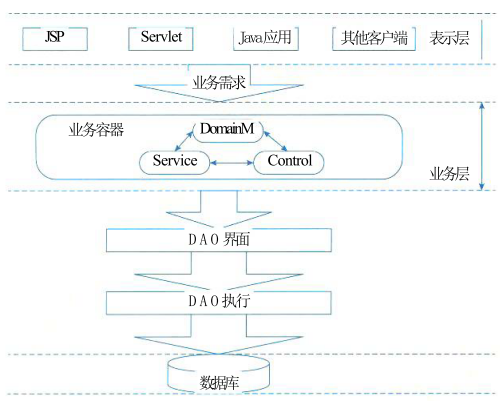 JSP Servlet Java应用 其他客户端 表示层
业务需求
业务容器 DomainM
Service Control
业务层
DAO 界面
DAO 执行
数据库